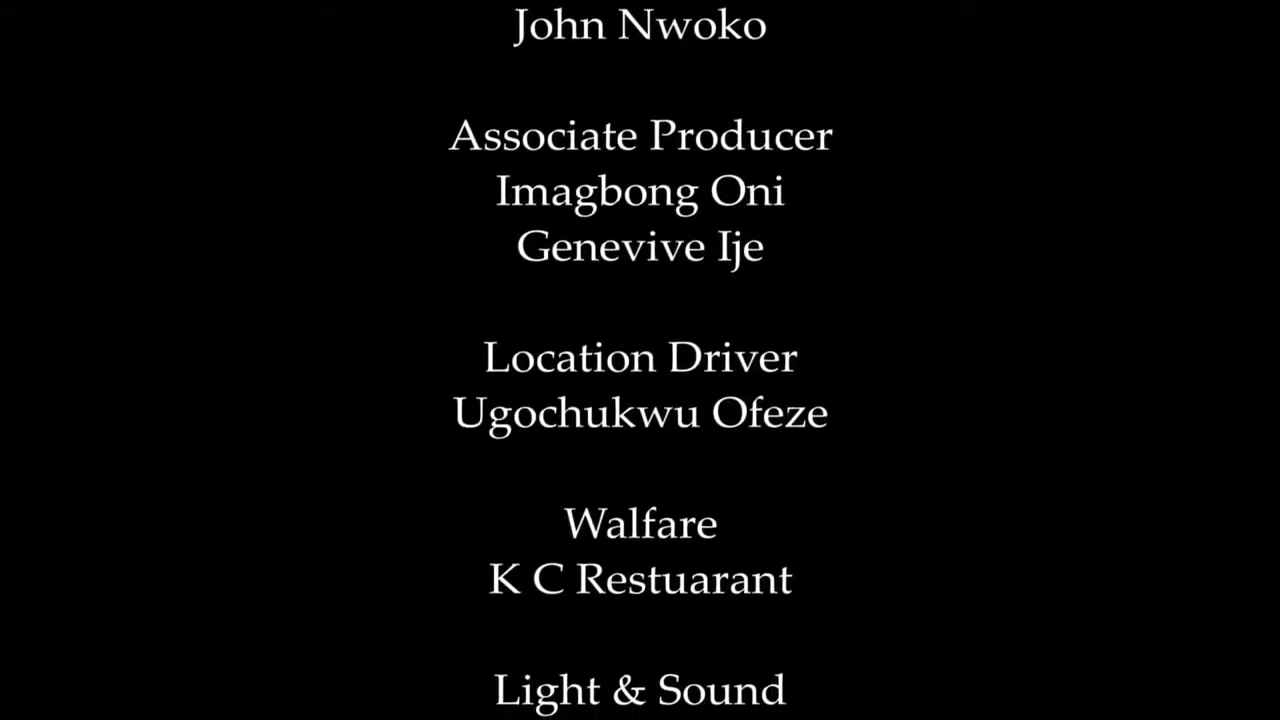 John Nwoko
Associate Producer
Imagbong Oni
Genevive Ije
Location Driver
Ugochukwu Ofeze
Walfare
K C Restuarant
Light & Sound